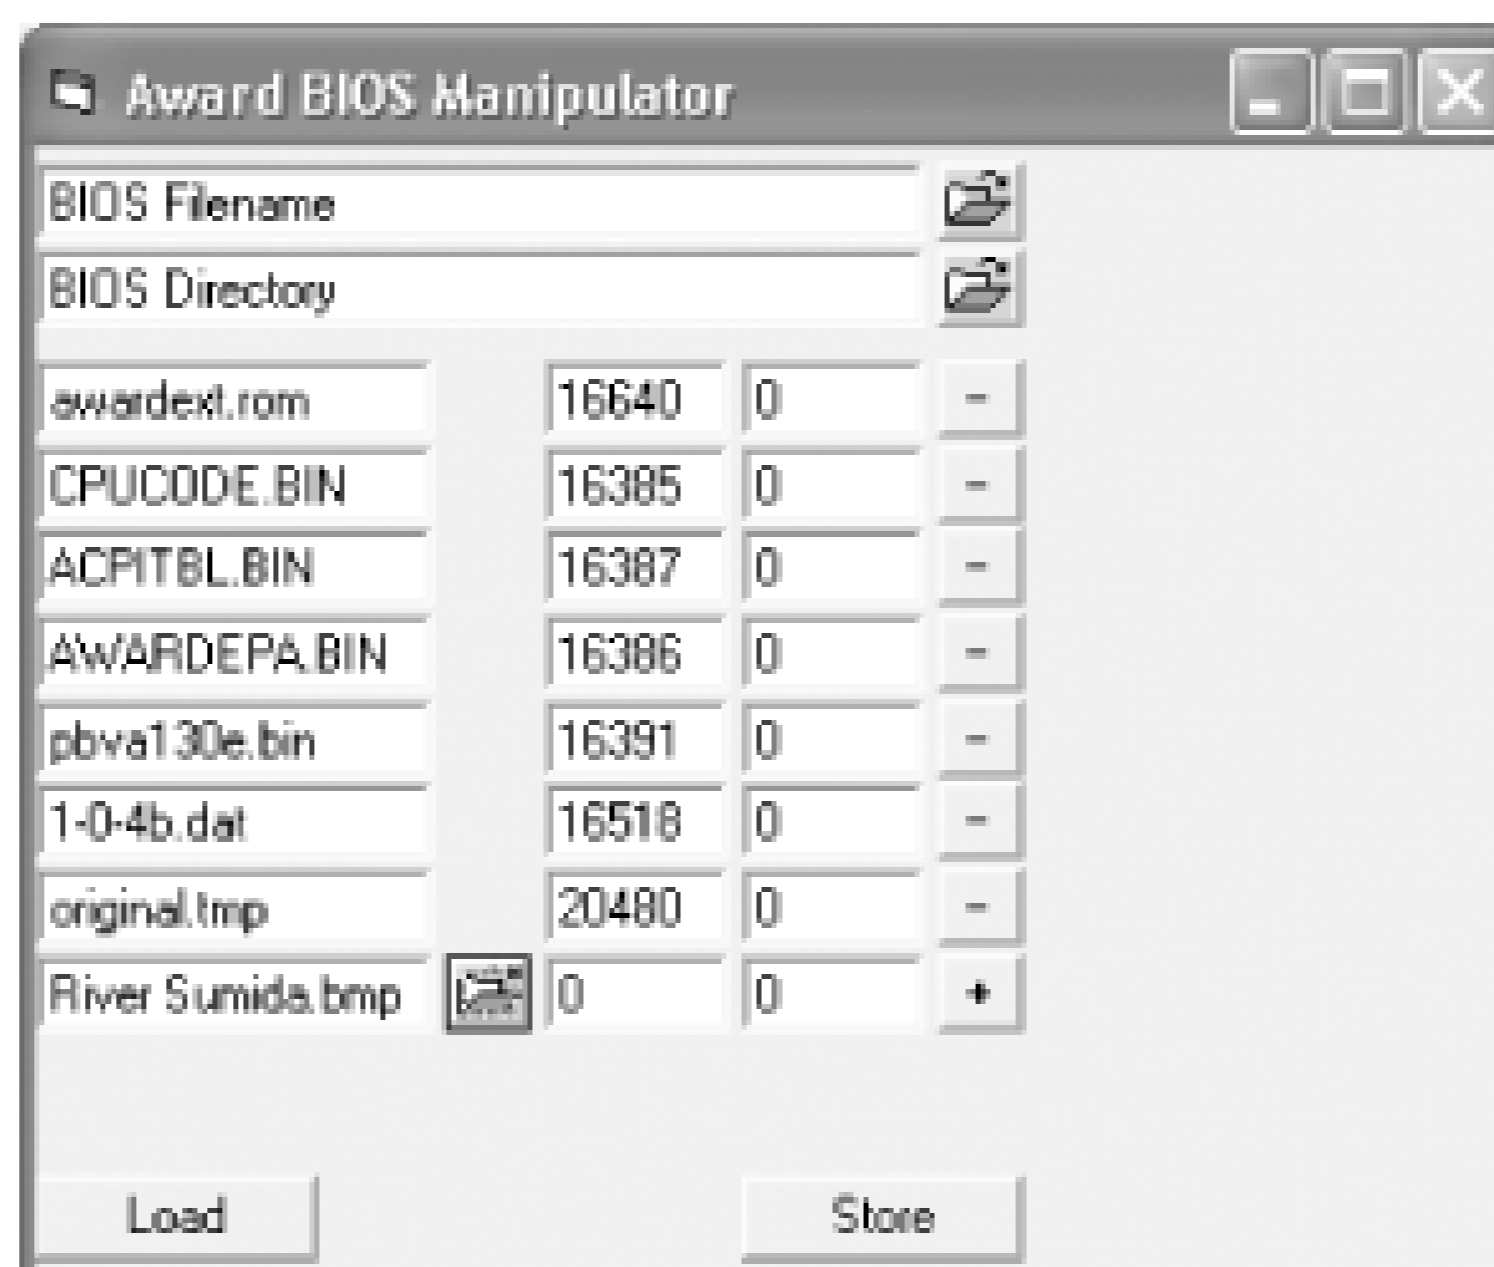 Award BIOS Manipulator
BIOS Filename
BIOS Directory
awardext.rom 16640 0 -
CPUCODE.BIN 16385 0 -
ACPITBL.BIN 16387 0 -
AWARDEPA.BIN 16386 0 -
pbva130e.bin 16391 0 -
1-0-4b.dat 16518 0 -
original.tmp 20480 0 -
River Sumida.bmp 0 0 +
Load Store